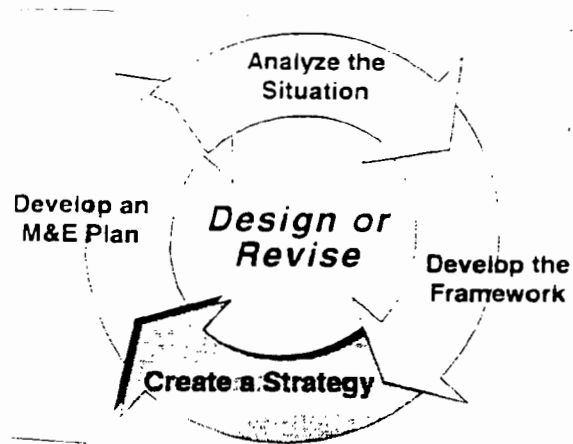 Analyze the
Situation
Develop an
M&E Plan
Design or
Revise
Develop the
Framework
Create a Strategy